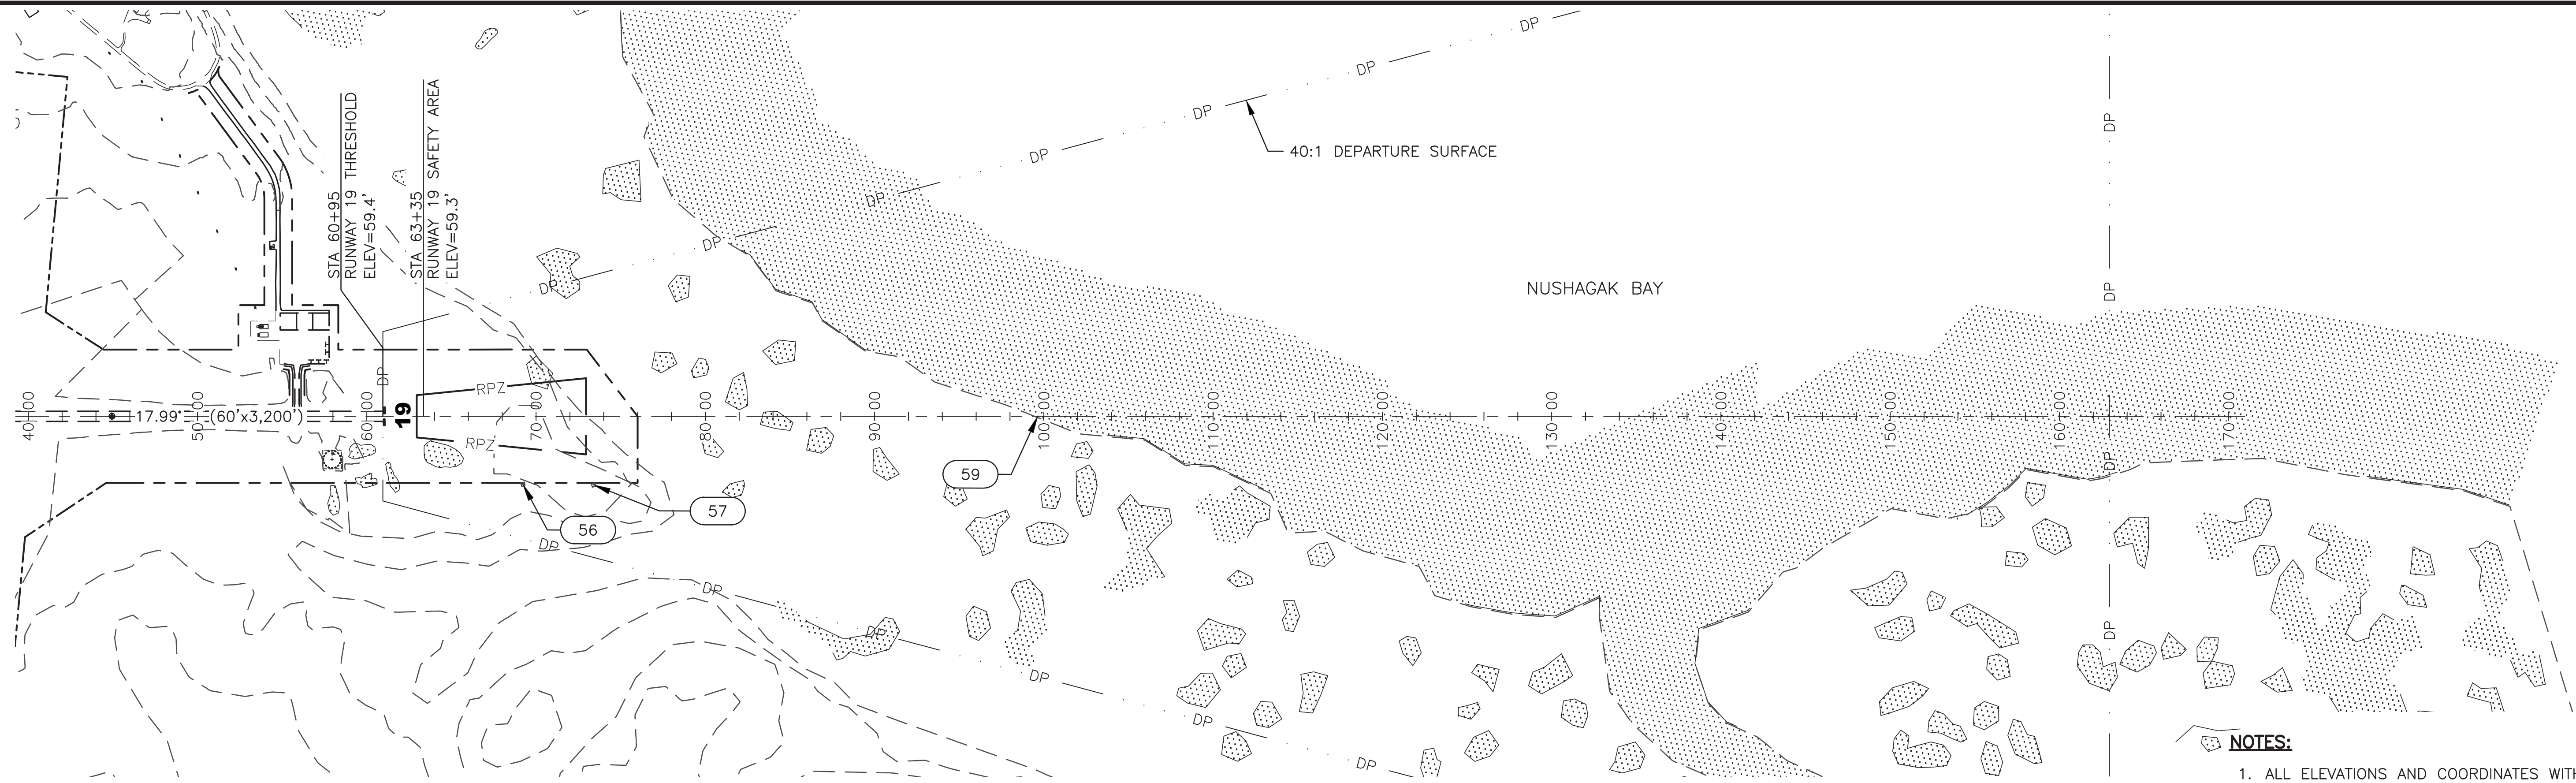 DP
DP
DP
DP
40:1 DEPARTURE SURFACE
DP
DP
DP
DP
STA 60+95
RUNWAY 19 THRESHOLD
ELEV=59.4'
STA 63+35
RUNWAY 19 SAFETY AREA
ELEV=59.3'
DP
NUSHAGAK BAY
DP
DP
RPZ
40+00
17.99°
50+00
(60'x3,200')
60+00
19
70+00
80+00
90+00
100+00
110+00
120+00
130+00
140+00
150+00
160+00
170+00
RPZ
DP
59
57
56
DP
DP
DP
DP
DP
DP
DP
NOTES:
1. ALL ELEVATIONS AND COORDINATES